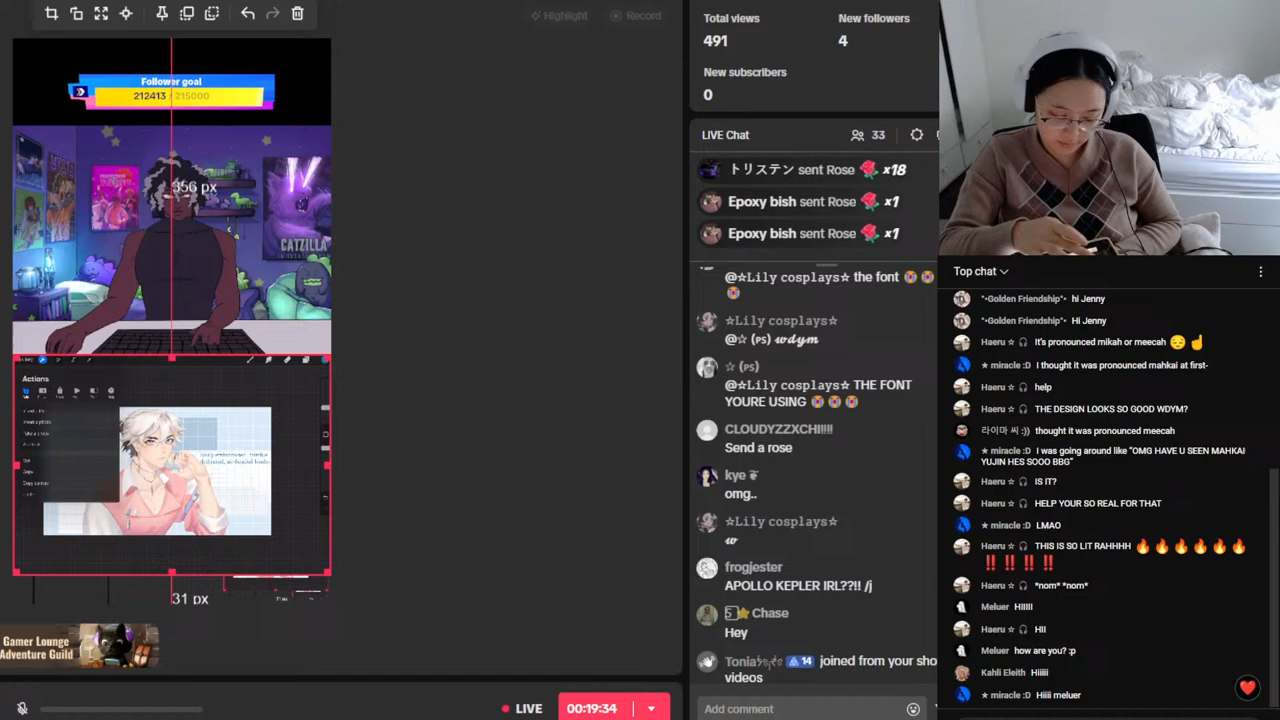 Highlight
Record
Follower goal
212413 / 215000
356 px
CATZILLA
Actions
31 px
Gamer Lounge
Adventure Guild
LIVE
00:19:34
Total views
491
New followers
4
New subscribers
0
LIVE Chat
33
トリステン sent Rose 🌹 x18
Epoxy bish sent Rose 🌹 x1
Epoxy bish sent Rose 🌹 x1
@☆Lily cosplays☆ the font 😭😭
😭
☆Lily cosplays☆
@☆ (ᴘs) 𝔀𝓭𝔂𝓶
☆ (ᴘs)
@☆Lily cosplays☆ THE FONT
YOURE USING 😭😭😭
CLOUDYZZXCHI!!!!
Send a rose
kye
omg..
☆Lily cosplays☆
𝔀
frogjester
APOLLO KEPLER IRL??!! /j
5 Chase
Hey
Tonia 14 joined from your sho
videos
Add comment
Top chat
"•Golden Friendship"• hi Jenny
"•Golden Friendship"• Hi Jenny
Haeru ☆ 🎧 It's pronounced mikah or meecah 😔☝️
★ miracle :D I thought it was pronounced mahkai at first-
Haeru ☆ 🎧 help
Haeru ☆ 🎧 THE DESIGN LOOKS SO GOOD WDYM?
라이마 씨 :)) thought it was pronounced meecah
★ miracle :D I was going around like "OMG HAVE U SEEN MAHKAI
YUJIN HES SOOO BBG"
Haeru ☆ 🎧 IS IT?
Haeru ☆ 🎧 HELP YOUR SO REAL FOR THAT
★ miracle :D LMAO
Haeru ☆ 🎧 THIS IS SO LIT RAHHHH 🔥🔥🔥🔥🔥🔥
‼️‼️‼️‼️
Haeru ☆ 🎧 *nom* *nom*
Meluer HIIIII
Haeru ☆ 🎧 HII
Meluer how are you? :p
Kahli Eleith Hiiiii
★ miracle :D Hiiii meluer